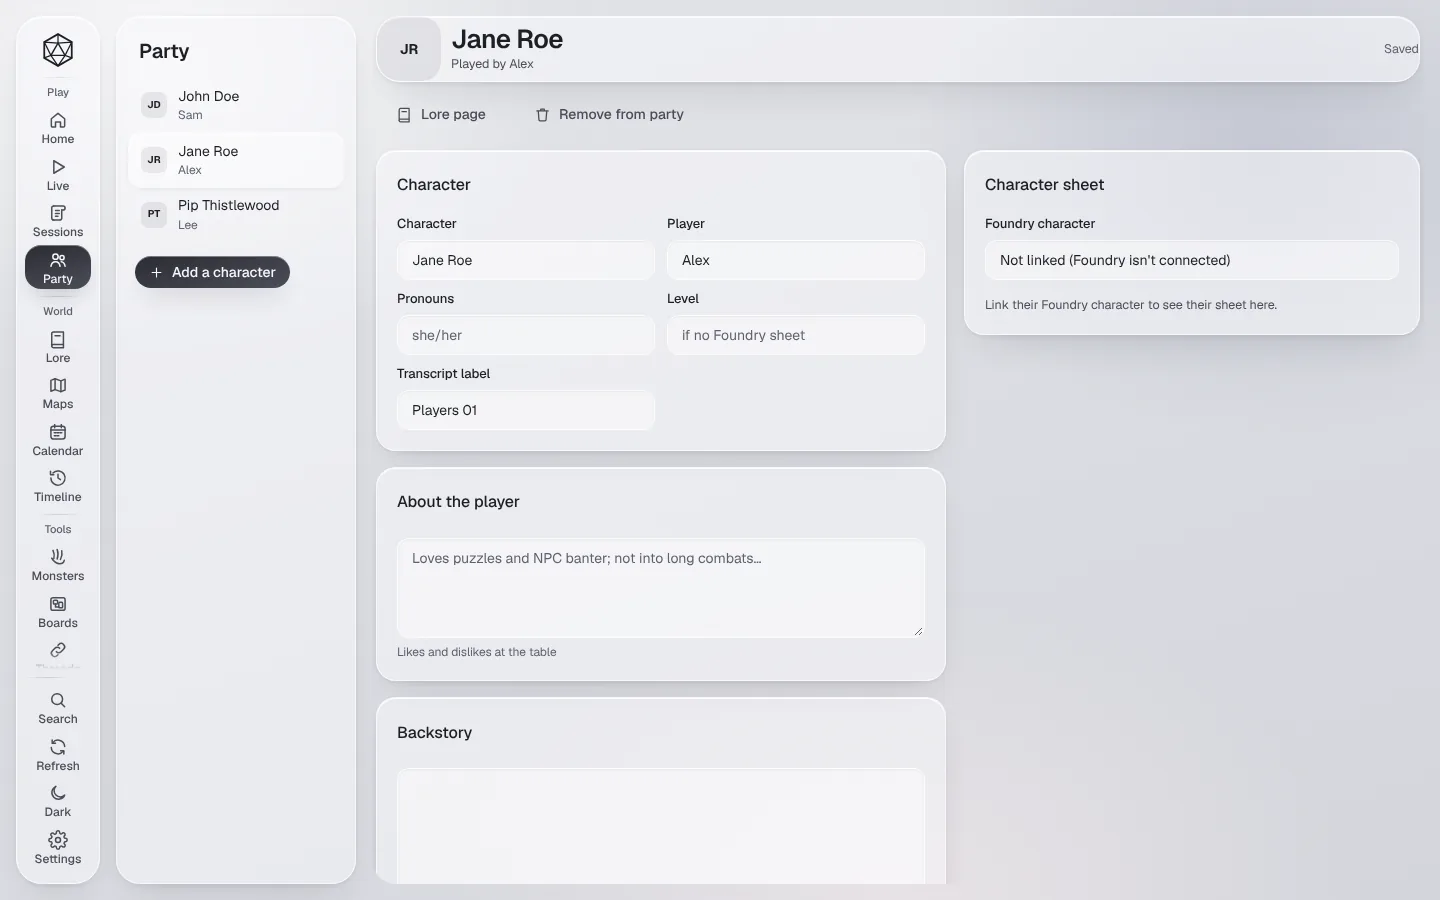 Play
Home
Live
Sessions
Party
World
Lore
Maps
Calendar
Timeline
Tools
Monsters
Boards
Search
Refresh
Dark
Settings
Party
JD
John Doe
Sam
JR
Jane Roe
Alex
PT
Pip Thistlewood
Lee
Add a character
JR
Jane Roe
Played by Alex
Saved
Lore page
Remove from party
Character
Character
Player
Jane Roe
Alex
Pronouns
Level
she/her
if no Foundry sheet
Transcript label
Players 01
About the player
Loves puzzles and NPC banter; not into long combats…
Likes and dislikes at the table
Backstory
Character sheet
Foundry character
Not linked (Foundry isn't connected)
Link their Foundry character to see their sheet here.